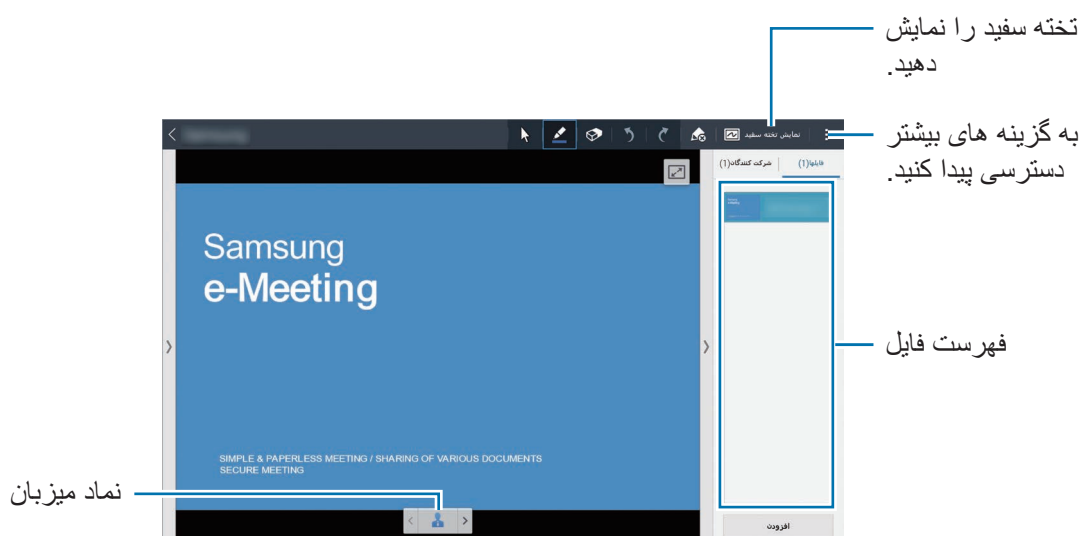 تخته سفید را نمایش
دهید.
به گزینه های بیشتر
دسترسی پیدا کنید.
نمایش تخته سفید
فایلها(1)
شرکت کنندگان(1)
Samsung
e-Meeting
فهرست فایل
SIMPLE & PAPERLESS MEETING / SHARING OF VARIOUS DOCUMENTS
SECURE MEETING
نماد میزبان
افزودن